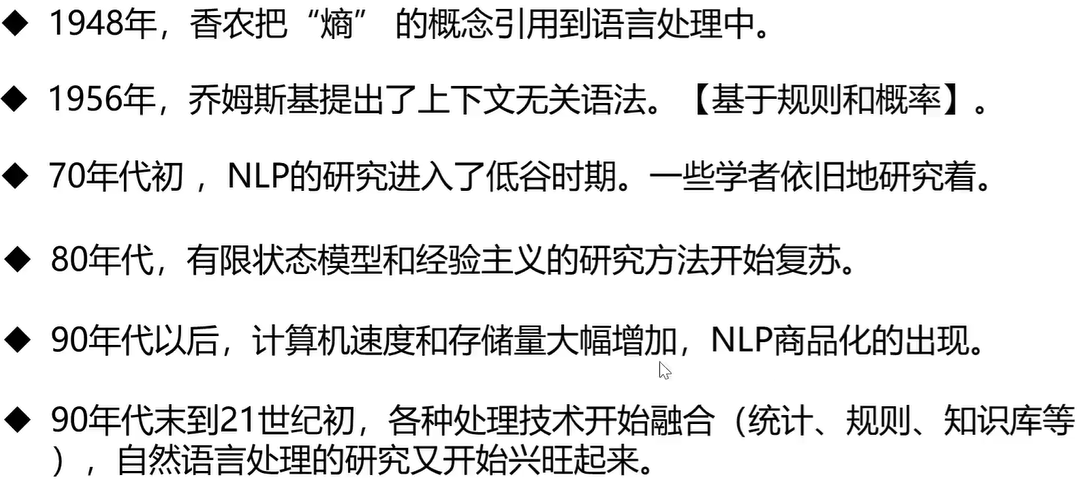 ◆ 1948年，香农把“熵” 的概念引用到语言处理中。
◆ 1956年，乔姆斯基提出了上下文无关语法。【基于规则和概率】。
◆ 70年代初 ，NLP的研究进入了低谷时期。一些学者依旧地研究着。
◆ 80年代，有限状态模型和经验主义的研究方法开始复苏。
◆ 90年代以后，计算机速度和存储量大幅增加，NLP商品化的出现。
◆ 90年代末到21世纪初，各种处理技术开始融合（统计、规则、知识库等
），自然语言处理的研究又开始兴旺起来。